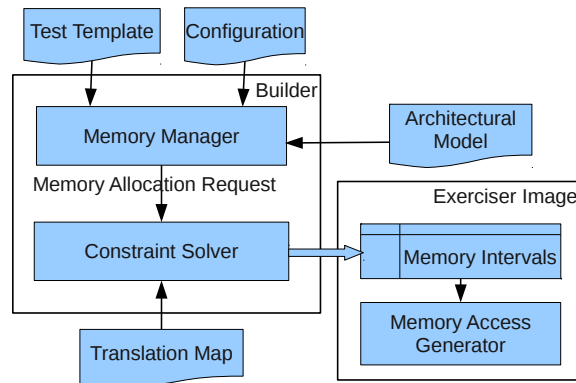 Test Template
Configuration
Builder
Memory Manager
Architectural
Model
Memory Allocation Request
Exerciser Image
Constraint Solver
Memory Intervals
Memory Access
Generator
Translation Map